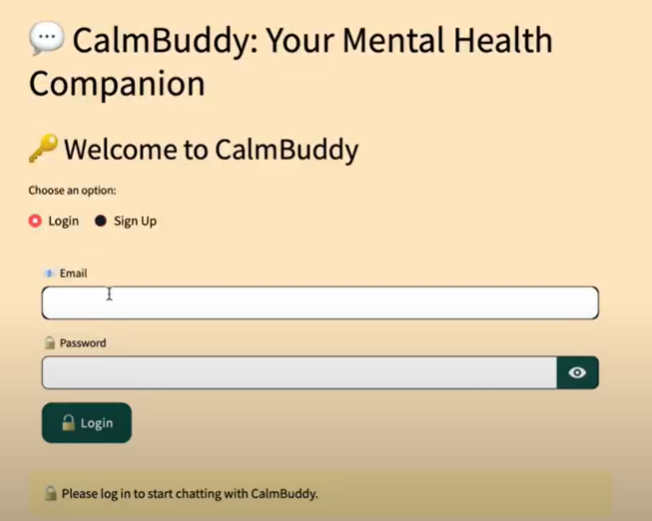 💬 CalmBuddy: Your Mental Health
Companion
🔑 Welcome to CalmBuddy
Choose an option:
Login Sign Up
📧 Email
🔒 Password
🔒 Login
🔒 Please log in to start chatting with CalmBuddy.